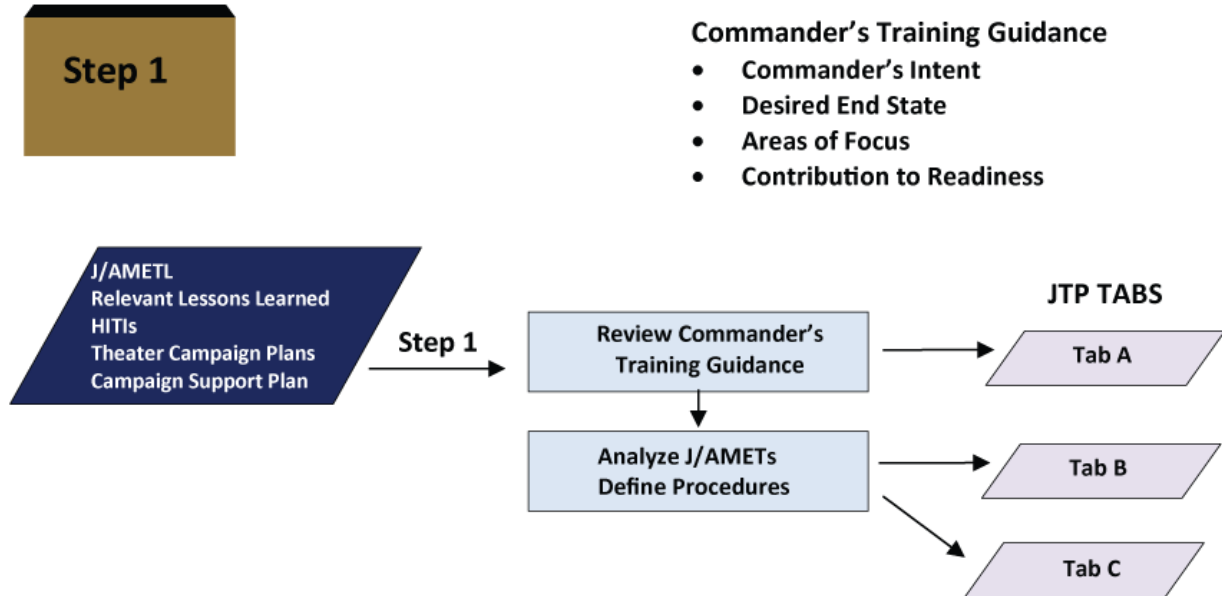 Step 1
Commander’s Training Guidance
• Commander’s Intent
• Desired End State
• Areas of Focus
• Contribution to Readiness
J/AMETL
Relevant Lessons Learned
HITIs
Theater Campaign Plans
Campaign Support Plan
Step 1
Review Commander’s
Training Guidance
Analyze J/AMETs
Define Procedures
JTP TABS
Tab A
Tab B
Tab C